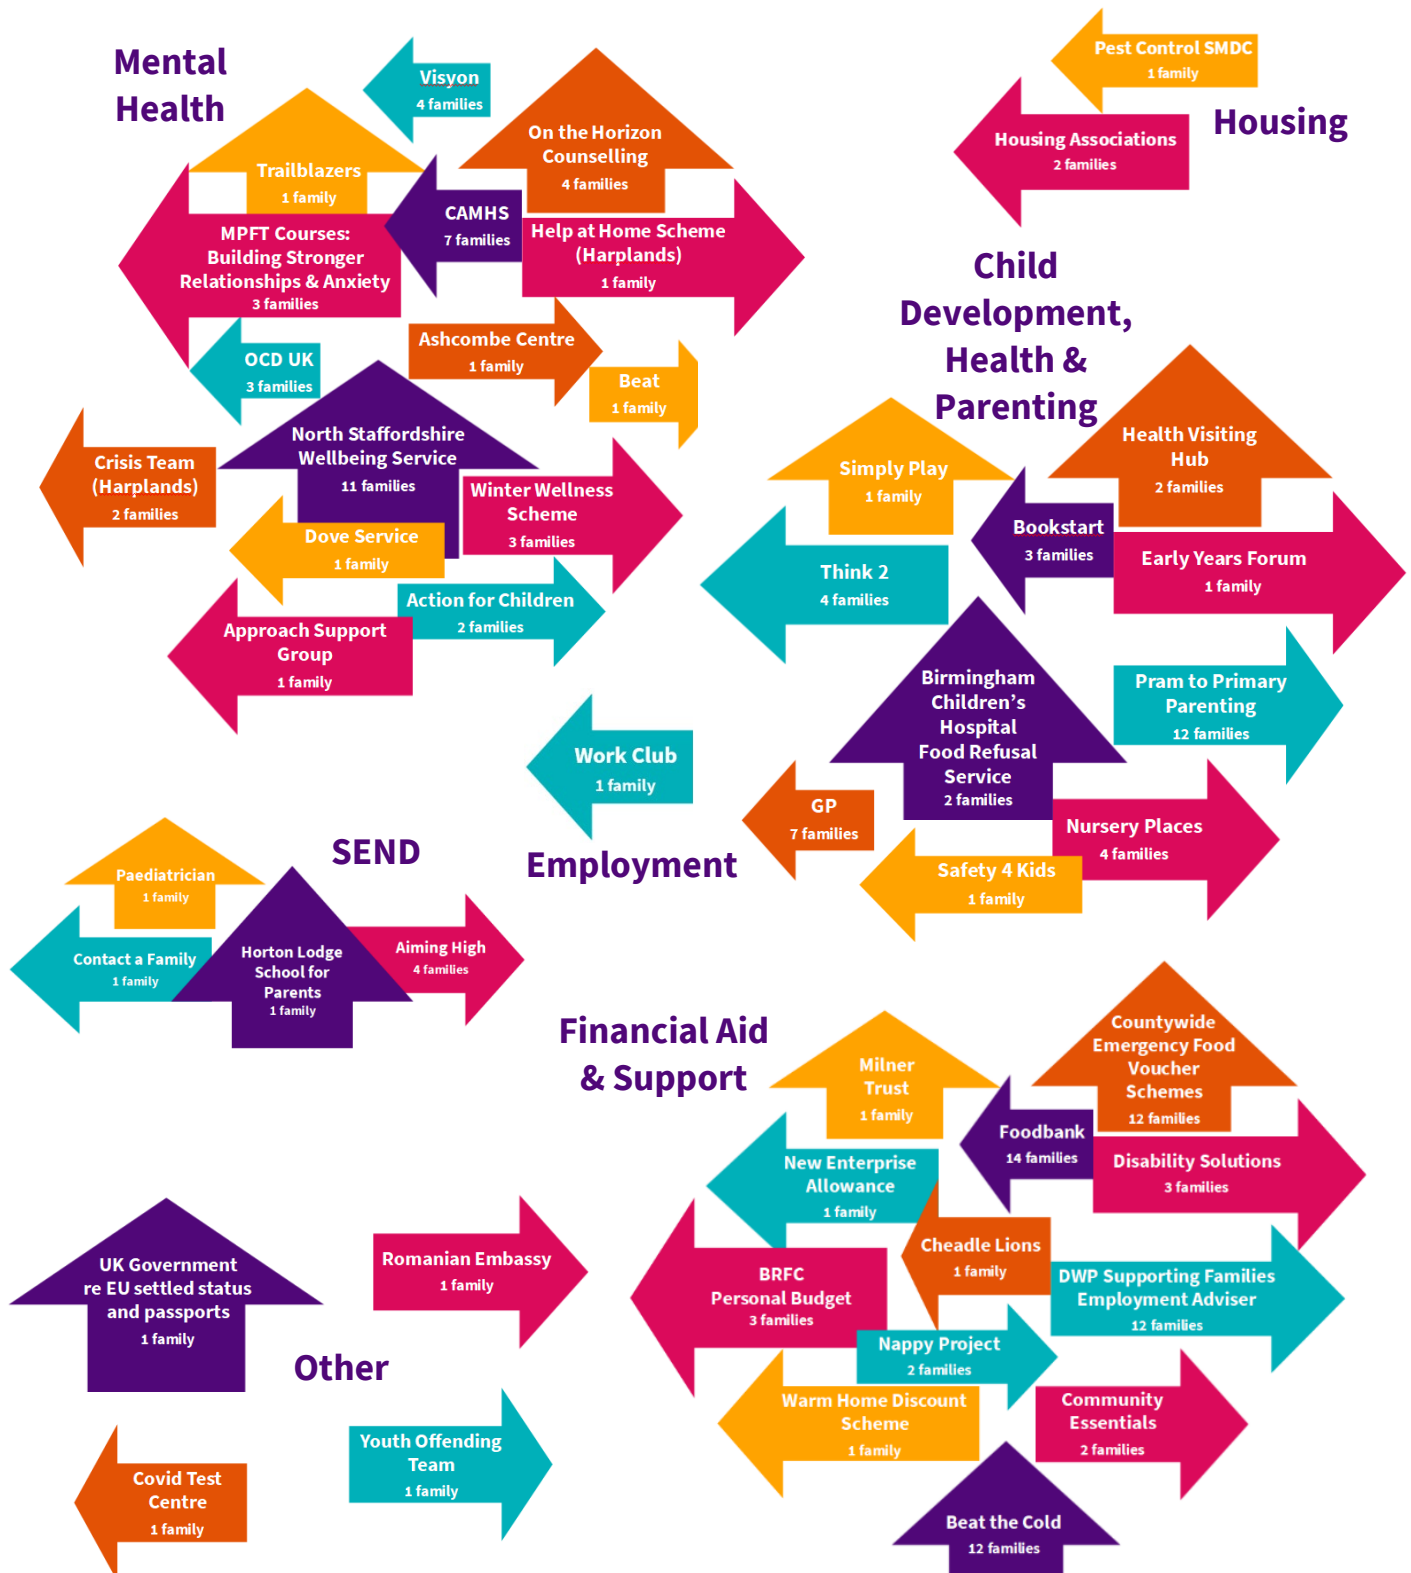 Mental
Health
Visyon
4 families
On the Horizon
Counselling
4 families
Trailblazers
1 family
CAMHS
7 families
MPFT Courses:
Building Stronger
Relationships & Anxiety
3 families
Help at Home Scheme
(Harplands)
1 family
OCD UK
3 families
Ashcombe Centre
1 family
Beat
1 family
North Staffordshire
Wellbeing Service
11 families
Crisis Team
(Harplands)
2 families
Winter Wellness
Scheme
3 families
Dove Service
1 family
Action for Children
2 families
Approach Support
Group
1 family
Pest Control SMDC
1 family
Housing
Housing Associations
2 families
Child
Development,
Health &
Parenting
Health Visiting
Hub
2 families
Simply Play
1 family
Bookstart
3 families
Early Years Forum
1 family
Think 2
4 families
Birmingham
Children’s
Hospital
Food Refusal
Service
2 families
Pram to Primary
Parenting
12 families
GP
7 families
Nursery Places
4 families
Safety 4 Kids
1 family
Work Club
1 family
Employment
SEND
Paediatrician
1 family
Contact a Family
1 family
Horton Lodge
School for
Parents
1 family
Aiming High
4 families
Financial Aid
& Support
Milner
Trust
1 family
Countywide
Emergency Food
Voucher
Schemes
12 families
Foodbank
14 families
Disability Solutions
3 families
New Enterprise
Allowance
1 family
Cheadle Lions
1 family
BRFC
Personal Budget
3 families
DWP Supporting Families
Employment Adviser
12 families
Nappy Project
2 families
Warm Home Discount
Scheme
1 family
Community
Essentials
2 families
Beat the Cold
12 families
UK Government
re EU settled status
and passports
1 family
Romanian Embassy
1 family
Other
Youth Offending
Team
1 family
Covid Test
Centre
1 family